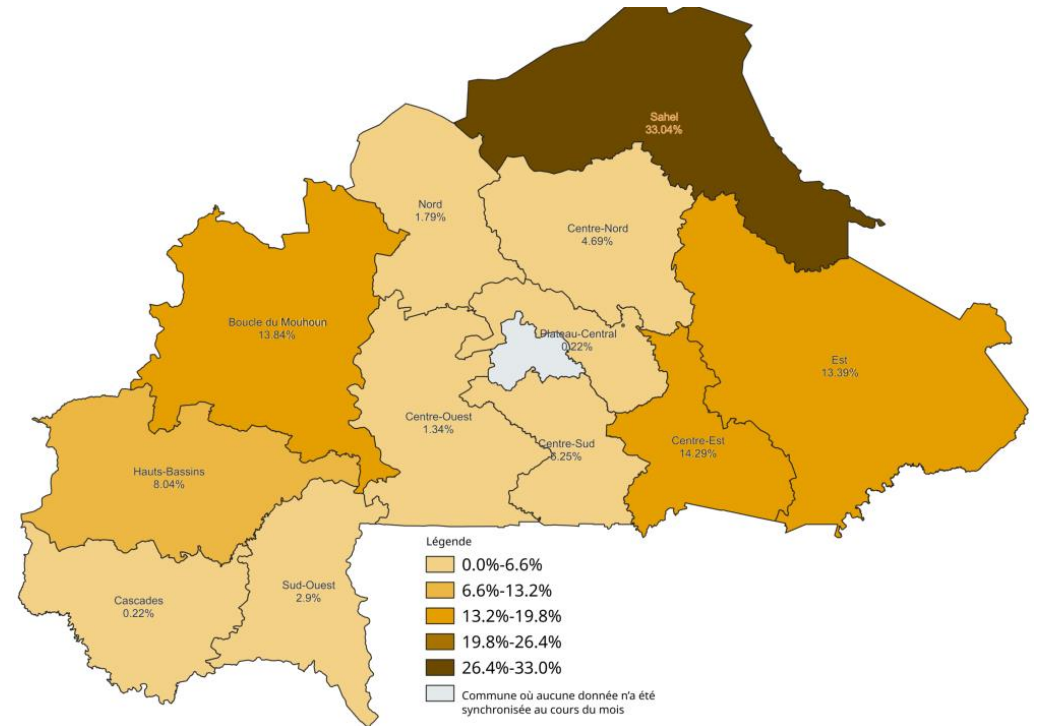 Sahel
33.04%
Nord
1.79%
Centre-Nord
4.69%
Boucle du Mouhoun
13.84%
Plateau-Central
0.22%
Est
13.39%
Centre-Ouest
1.34%
Centre-Sud
6.25%
Centre-Est
14.29%
Hauts-Bassins
8.04%
Cascades
0.22%
Sud-Ouest
2.9%
Légende
0.0%-6.6%
6.6%-13.2%
13.2%-19.8%
19.8%-26.4%
26.4%-33.0%
Commune où aucune donnée n'a été
synchronisée au cours du mois